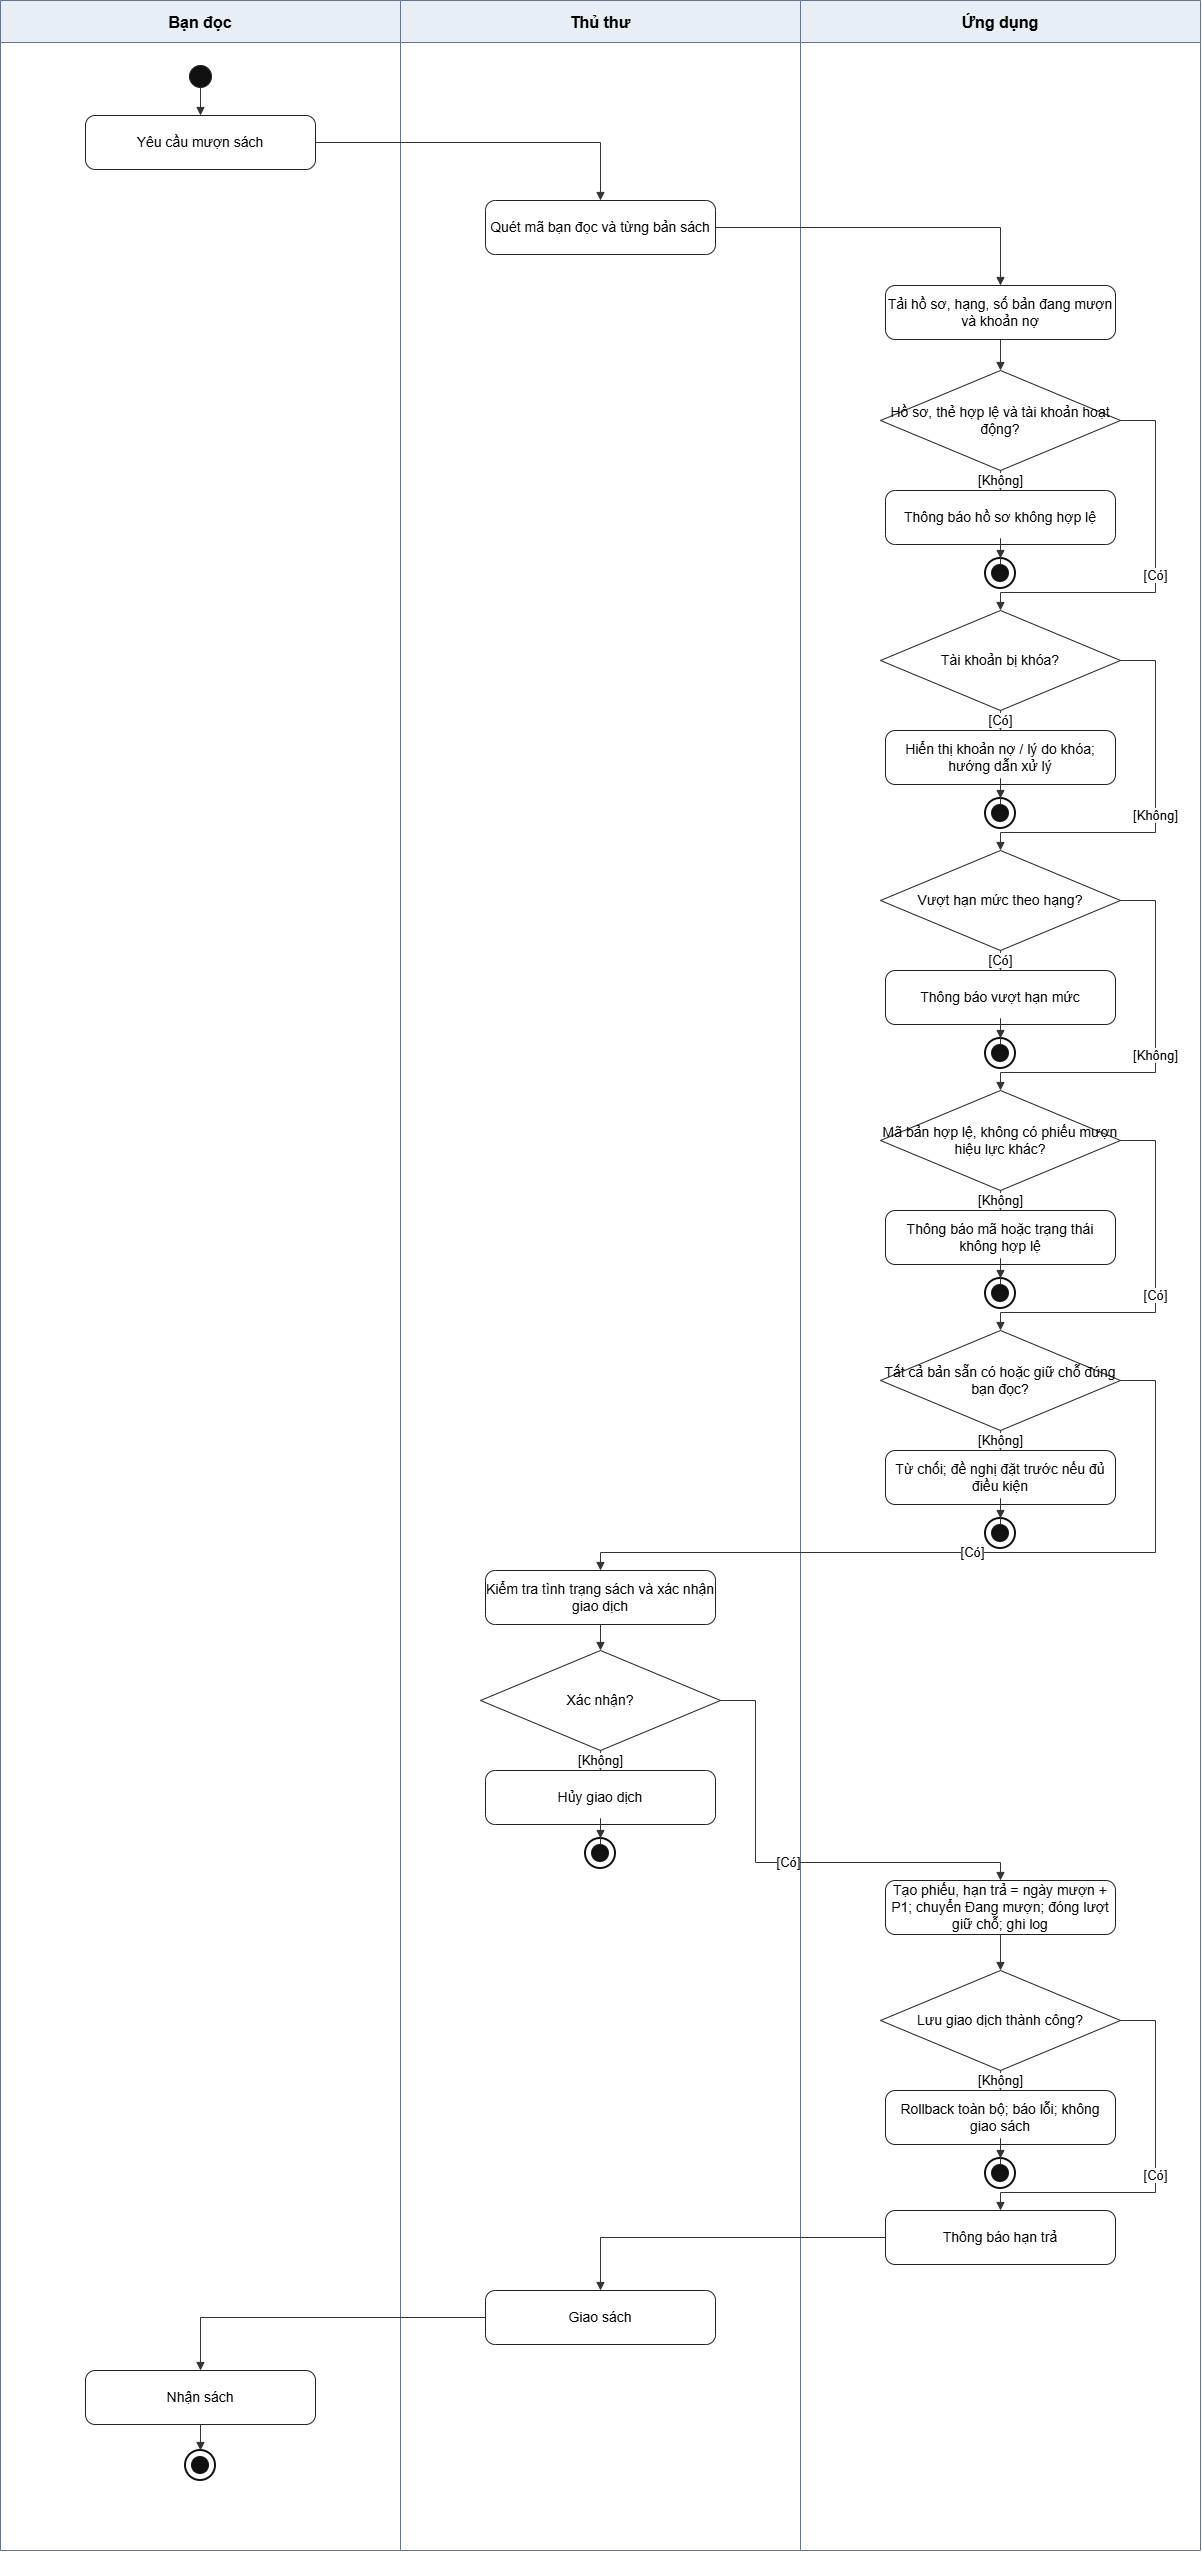 Bạn đọc
Thủ thư
Ứng dụng
Yêu cầu mượn sách
Quét mã bạn đọc và từng bản sách
Tải hồ sơ, hạng, số bản đang mượn
và khoản nợ
Hồ sơ, thẻ hợp lệ và tài khoản hoạt
động?
[Không]
Thông báo hồ sơ không hợp lệ
[Có]
Tài khoản bị khóa?
[Có]
Hiển thị khoản nợ / lý do khóa;
hướng dẫn xử lý
[Không]
Vượt hạn mức theo hạng?
[Có]
Thông báo vượt hạn mức
[Không]
Mã bản hợp lệ, không có phiếu mượn
hiệu lực khác?
[Không]
Thông báo mã hoặc trạng thái
không hợp lệ
[Có]
Tất cả bản sẵn có hoặc giữ chỗ đúng
bạn đọc?
[Không]
Từ chối; đề nghị đặt trước nếu đủ
điều kiện
[Có]
Kiểm tra tình trạng sách và xác nhận
giao dịch
Xác nhận?
[Không]
Hủy giao dịch
[Có]
Tạo phiếu, hạn trả = ngày mượn +
P1; chuyển Đang mượn; đóng lượt
giữ chỗ; ghi log
Lưu giao dịch thành công?
[Không]
Rollback toàn bộ; báo lỗi; không
giao sách
[Có]
Thông báo hạn trả
Giao sách
Nhận sách